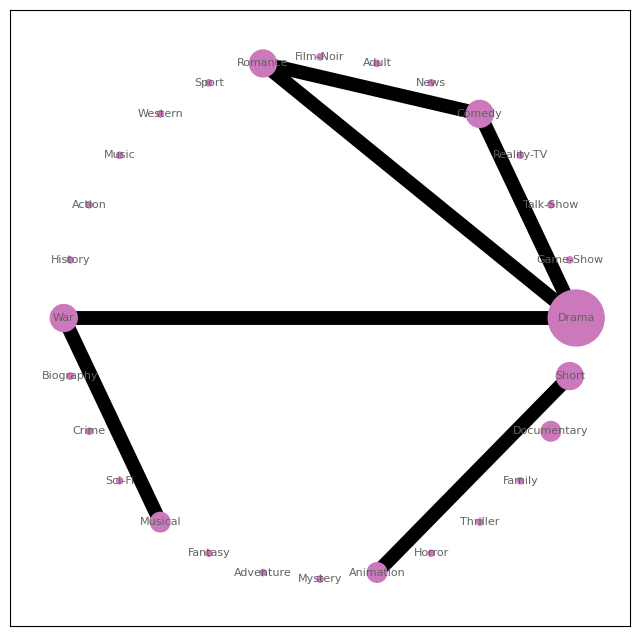 Film-Noir
Romance
Adult
Sport
News
Western
Comedy
Music
Reality-TV
Action
Talk-Show
History
Game-Show
War
Drama
Biography
Short
Crime
Documentary
Sci-Fi
Family
Musical
Thriller
Fantasy
Horror
Adventure
Mystery
Animation